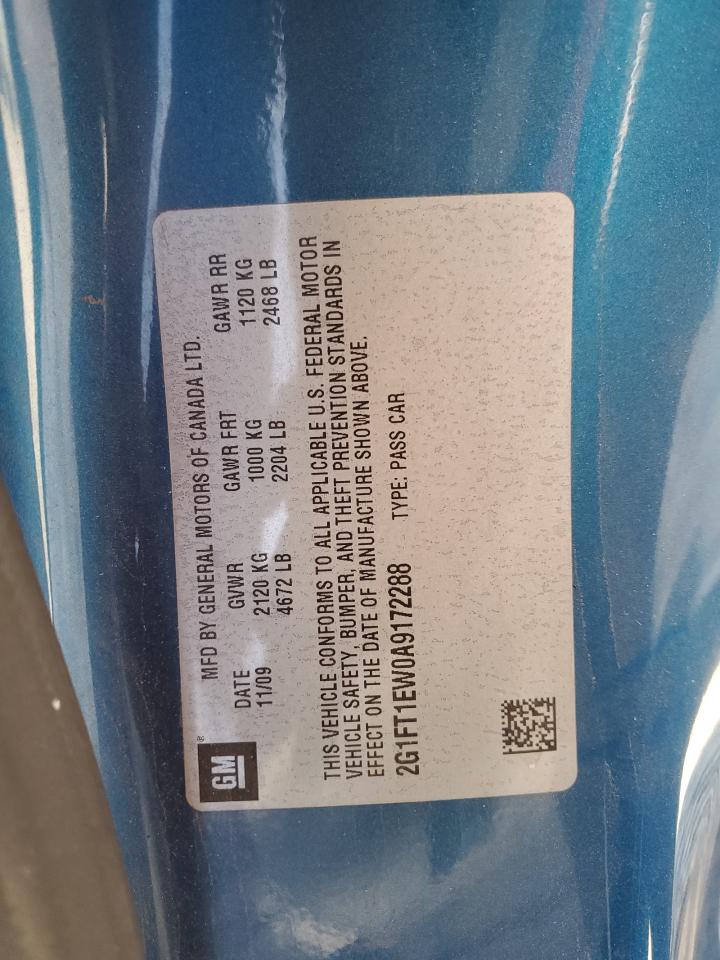 GM ®
MFD BY GENERAL MOTORS OF CANADA LTD.
DATE GVWR GAWR FRT GAWR RR
11/09 2120 KG 1000 KG 1120 KG
4672 LB 2204 LB 2468 LB
THIS VEHICLE CONFORMS TO ALL APPLICABLE U.S. FEDERAL MOTOR
VEHICLE SAFETY, BUMPER, AND THEFT PREVENTION STANDARDS IN
EFFECT ON THE DATE OF MANUFACTURE SHOWN ABOVE.
2G1FT1EW0A9172288 TYPE: PASS CAR